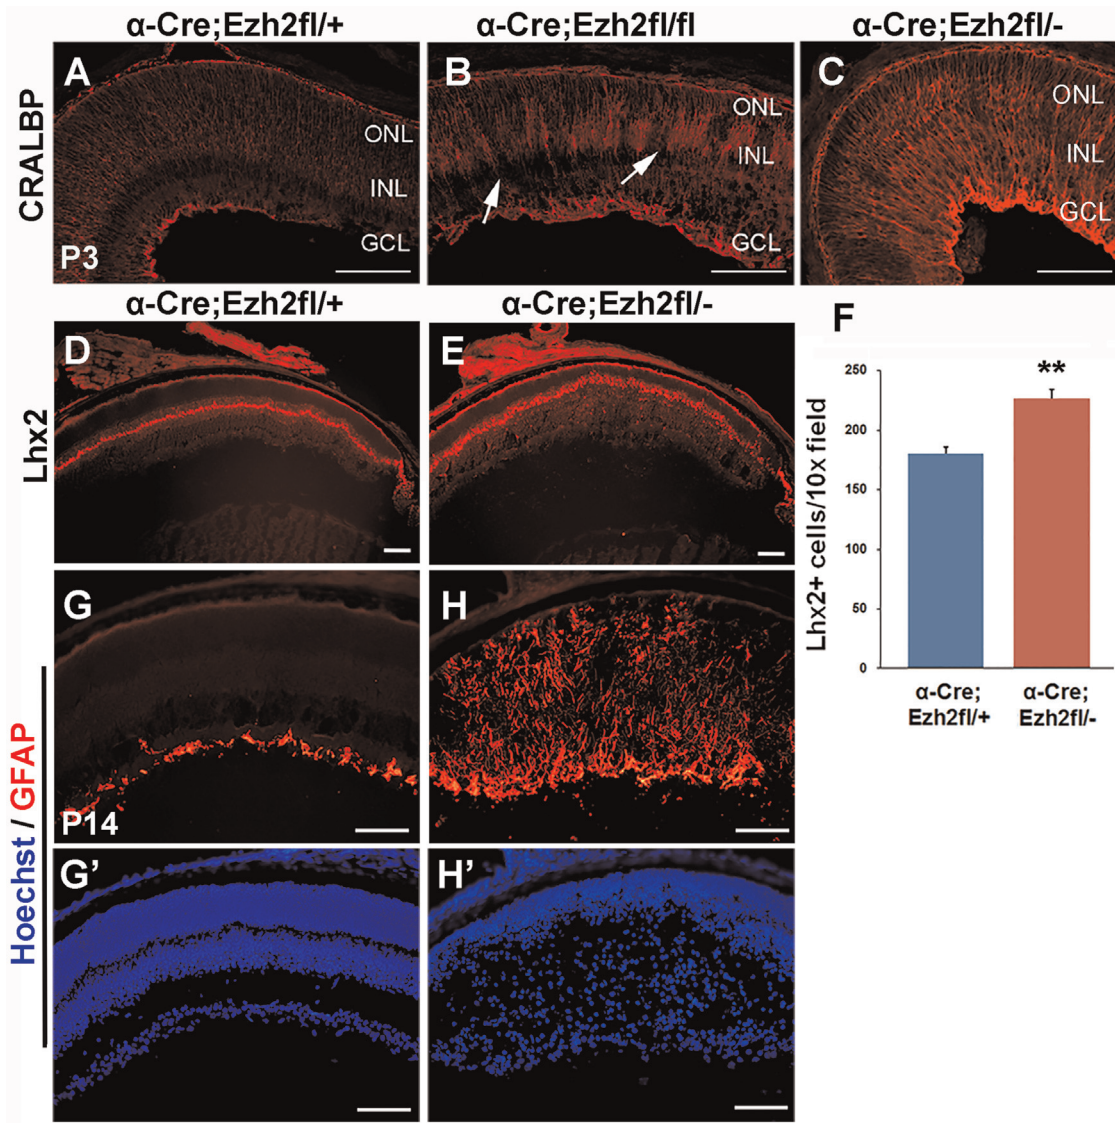 α-Cre;Ezh2fl/+
α-Cre;Ezh2fl/fl
α-Cre;Ezh2fl/-
CRALBP
A
ONL
INL
GCL
P3
B
ONL
INL
GCL
C
ONL
INL
GCL
α-Cre;Ezh2fl/+
α-Cre;Ezh2fl/-
Lhx2
D
E
F
Lhx2+ cells/10x field
250
200
150
100
50
0
**
α-Cre;
Ezh2fl/+
α-Cre;
Ezh2fl/-
Hoechst / GFAP
G
P14
H
G'
H'